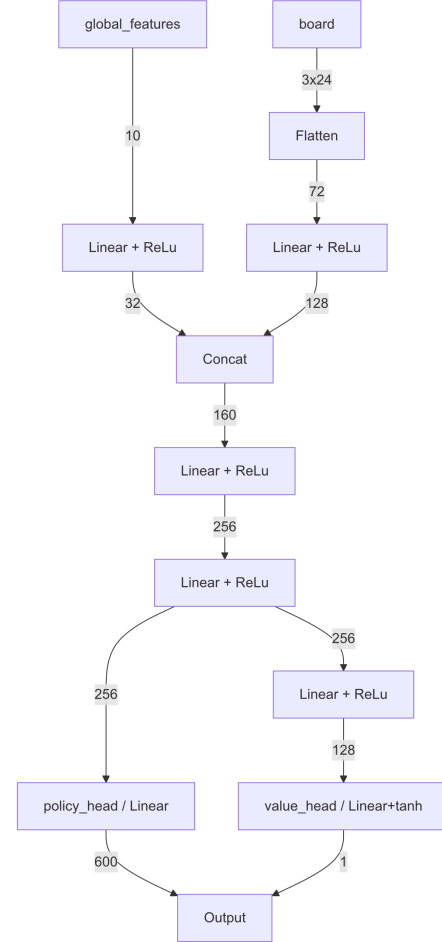 global_features
board
3x24
Flatten
10
72
Linear + ReLu
Linear + ReLu
32
128
Concat
160
Linear + ReLu
256
Linear + ReLu
256
256
Linear + ReLu
128
policy_head / Linear
value_head / Linear+tanh
600
1
Output